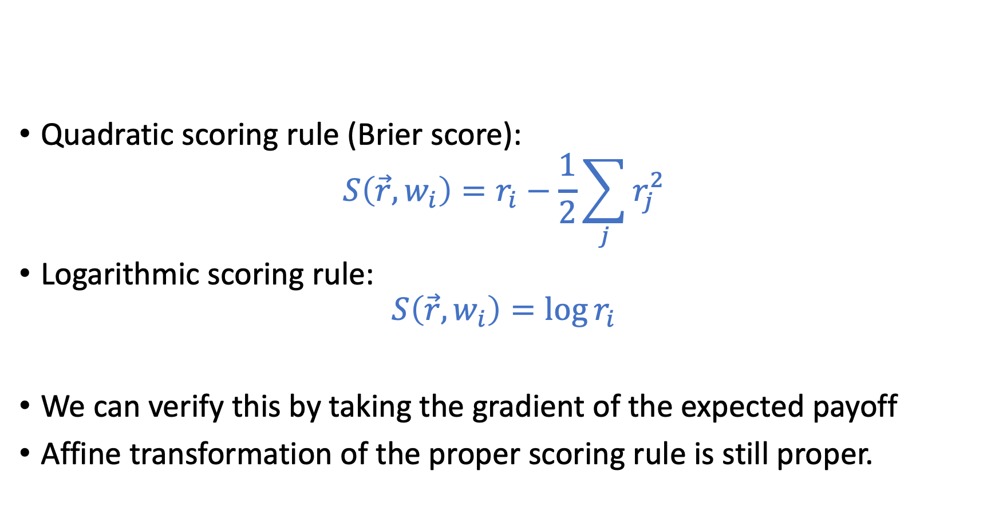 • Quadratic scoring rule (Brier score):
$S(\vec{r}, w_i) = r_i - \frac{1}{2} \sum_j r_j^2$
• Logarithmic scoring rule:
$S(\vec{r}, w_i) = \log r_i$
• We can verify this by taking the gradient of the expected payoff
• Affine transformation of the proper scoring rule is still proper.